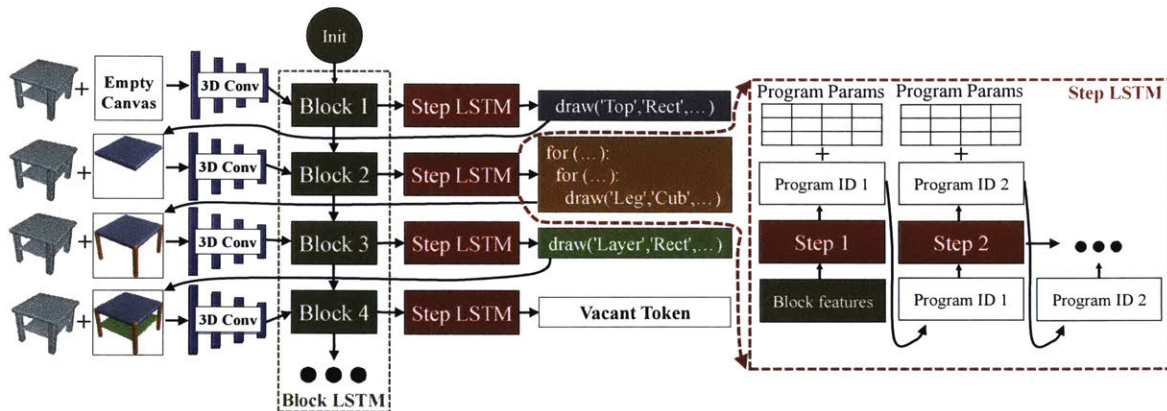 Init
+
Empty
Canvas
3D Conv
Block 1
Step LSTM
draw('Top','Rect',...)
+
3D Conv
Block 2
Step LSTM
for (...):
for (...):
draw('Leg','Cub',...)
+
3D Conv
Block 3
Step LSTM
draw('Layer','Rect',...)
+
3D Conv
Block 4
Step LSTM
Vacant Token
Block LSTM
Program Params
Program Params
Step LSTM
+
+
Program ID 1
Program ID 2
Step 1
Step 2
Block features
Program ID 1
Program ID 2